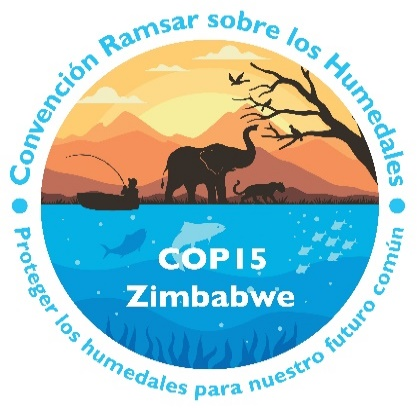 Convención Ramsar sobre los Humedales
COP15
Zimbabwe
Proteger los humedales para nuestro futuro común